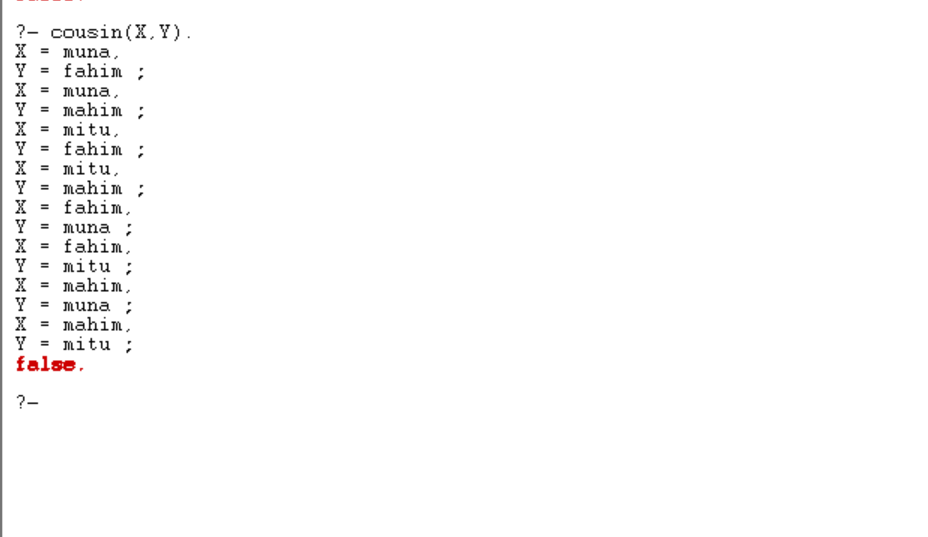 ?- cousin(X,Y).
X = muna,
Y = fahim ;
X = muna,
Y = mahim ;
X = mitu,
Y = fahim ;
X = mitu,
Y = mahim ;
X = fahim,
Y = muna ;
X = fahim,
Y = mitu ;
X = mahim,
Y = muna ;
X = mahim,
Y = mitu ;
false.
?-